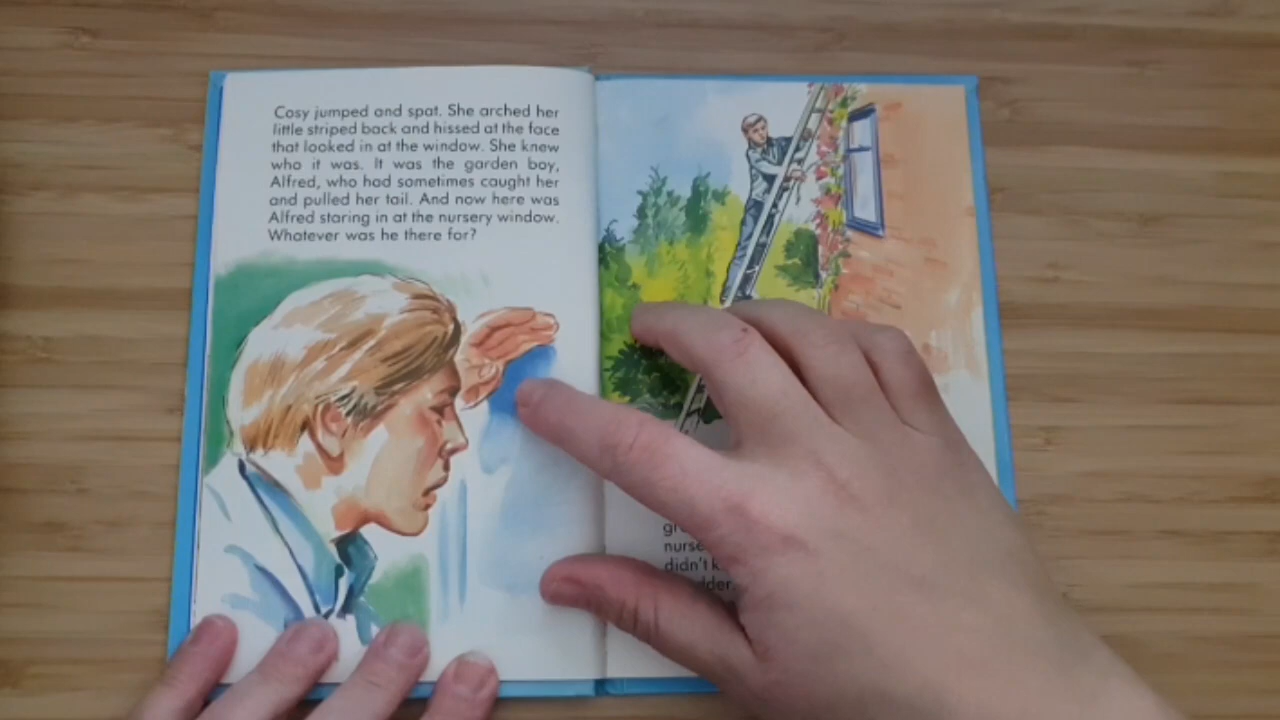 Cosy jumped and spat. She arched her
little striped back and hissed at the face
that looked in at the window. She knew
who it was. It was the garden boy,
Alfred, who had sometimes caught her
and pulled her tail. And now here was
Alfred staring in at the nursery window.
Whatever was he there for?
didn't